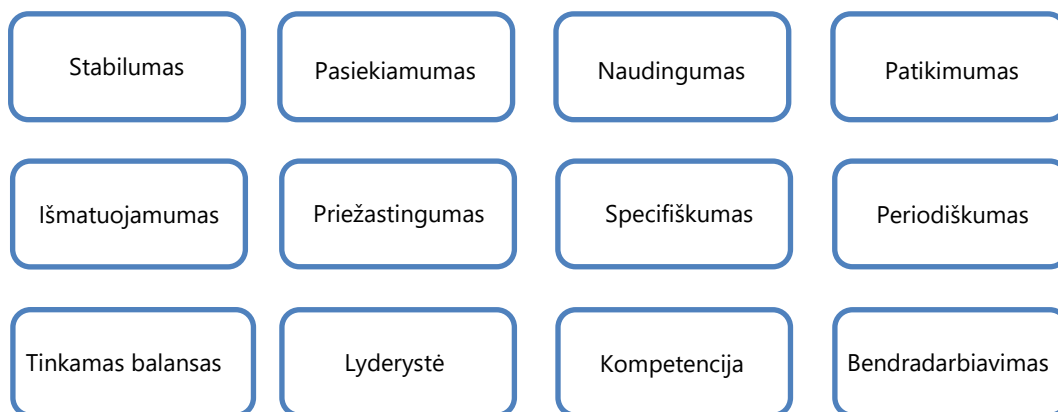 Stabilumas
Pasiekiamumas
Naudingumas
Patikimumas
Išmatuojamumas
Priežastingumas
Specifiškumas
Periodiškumas
Tinkamas balansas
Lyderystė
Kompetencija
Bendradarbiavimas